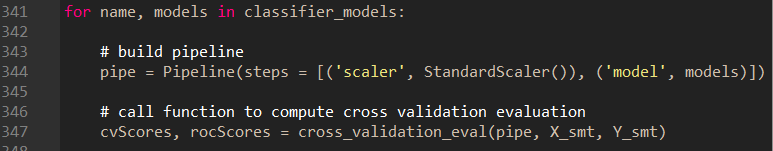 341 for name, models in classifier_models:
342
343 # build pipeline
344 pipe = Pipeline(steps = [('scaler', StandardScaler()), ('model', models)])
345
346 # call function to compute cross validation evaluation
347 cvScores, rocScores = cross_validation_eval(pipe, X_smt, Y_smt)
348